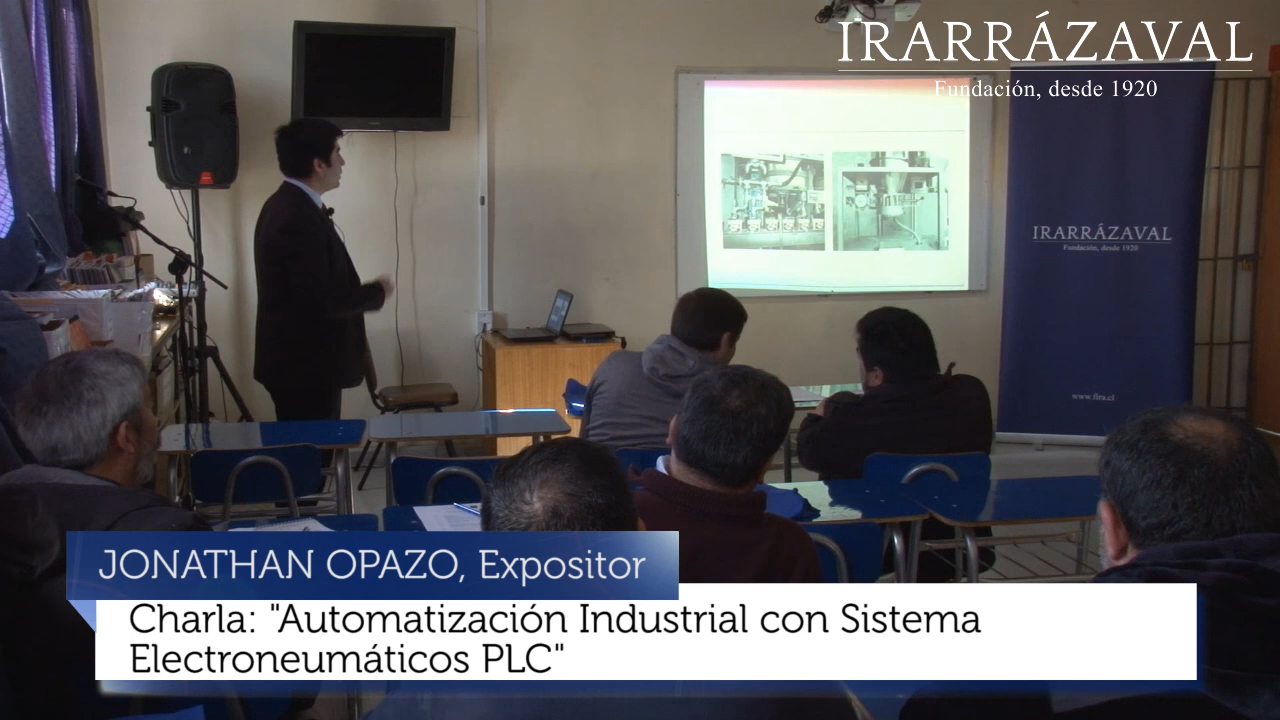 IRARRÁZAVAL
Fundación, desde 1920
IRARRÁZAVAL
Fundación, desde 1920
www.fira.cl
JONATHAN OPAZO, Expositor
Charla: "Automatización Industrial con Sistema
Electroneumáticos PLC"